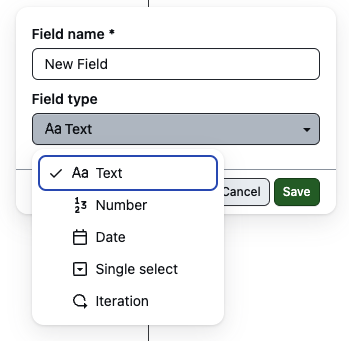 Field name *
New Field
Field type
Aa Text
Aa Text
Number
Date
Single select
Iteration
Cancel
Save